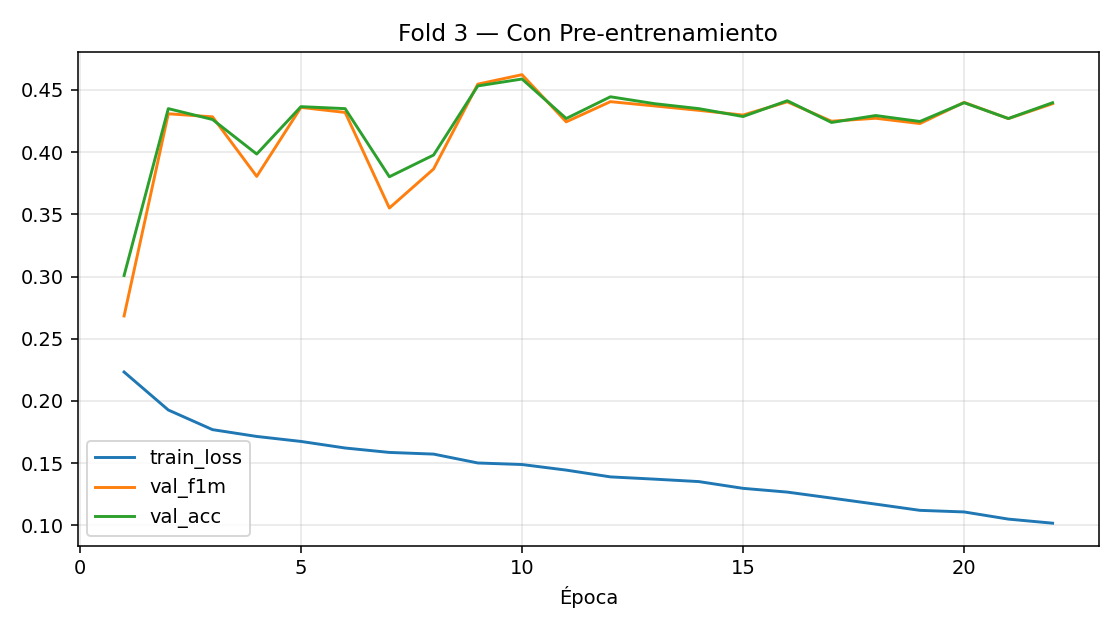 Fold 3 — Con Pre-entrenamiento
0.45
0.40
0.35
0.30
0.25
0.20
0.15
0.10
train_loss
val_f1m
val_acc
0 5 10 15 20
Época